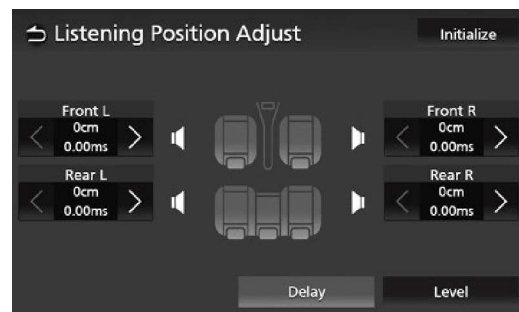 Listening Position Adjust
Initialize
Front L
0cm
0.00ms
Front R
0cm
0.00ms
Rear L
0cm
0.00ms
Rear R
0cm
0.00ms
Delay
Level